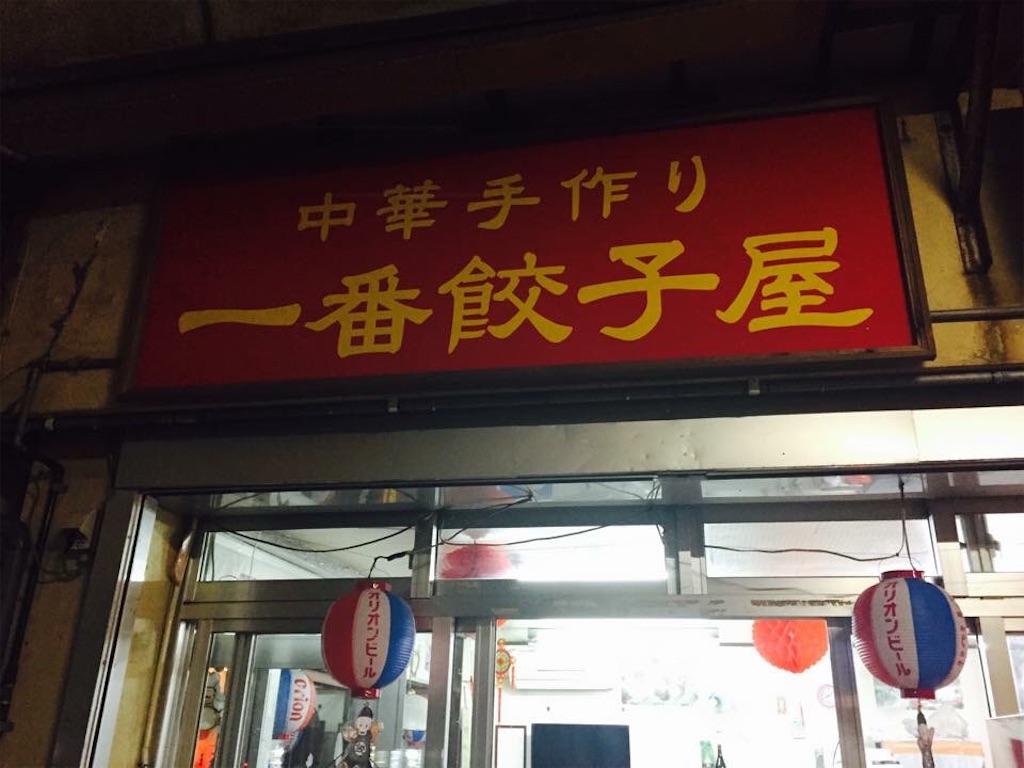 中華手作り
一番餃子屋
オリオンビール
オリオンビール
Orion